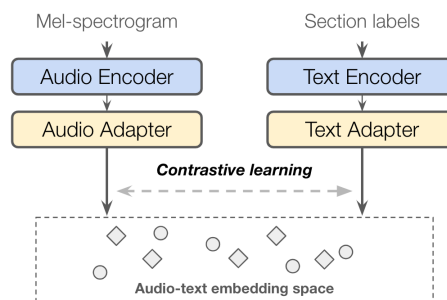 Mel-spectrogram
Section labels
Audio Encoder
Text Encoder
Audio Adapter
Text Adapter
Contrastive learning
Audio-text embedding space